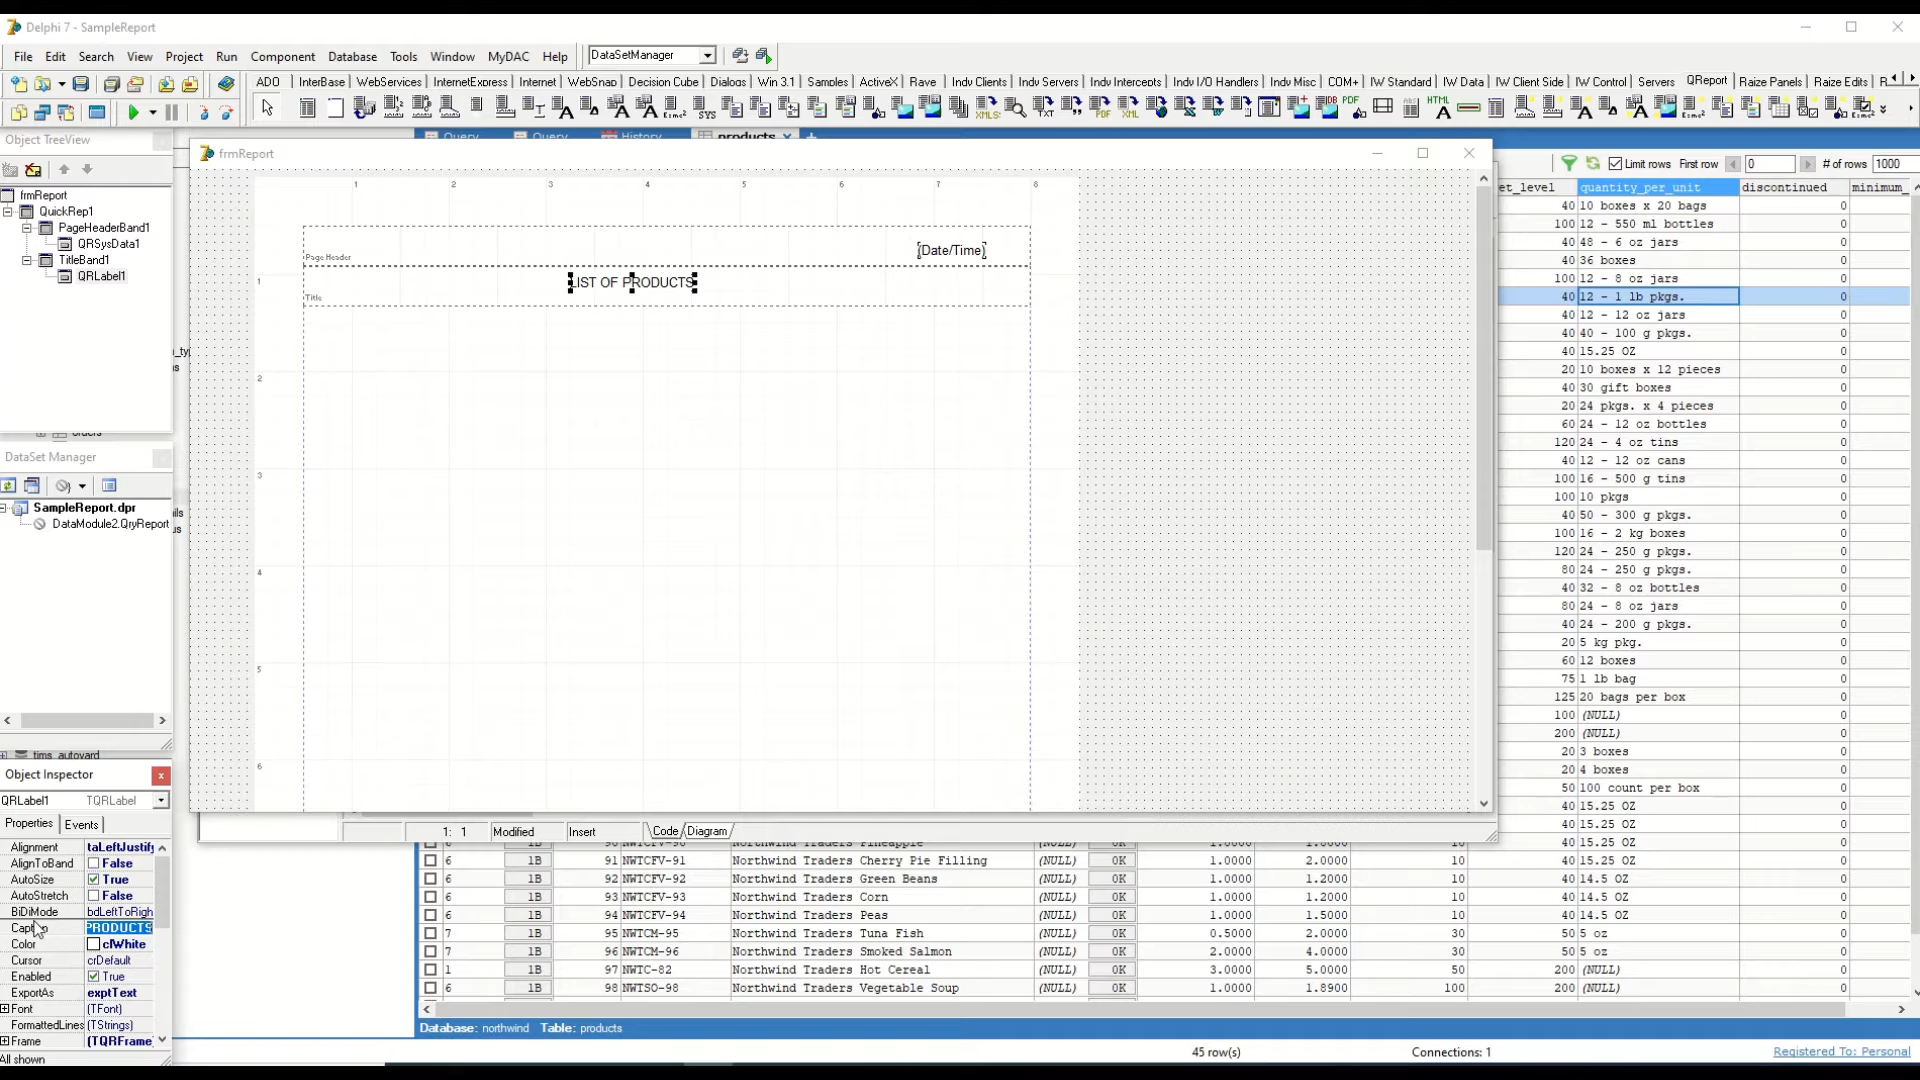 Delphi 7 - SampleReport
File Edit Search View Project Run Component Database Tools Window MyDAC Help DataSetManager
ADO InterBase WebServices InternetExpress Internet WebSnap Decision Cube Dialogs Win 3.1 Samples ActiveX Rave Indy Clients Indy Servers Indy Intercepts Indy I/O Handlers Indy Misc COM+ IW Standard IW Data IW Client Side IW Control Servers QReport Raize Panels Raize Edits R
Object TreeView
frmReport
QuickRep1
PageHeaderBand1
QRSysData1
TitleBand1
QRLabel1
DataSet Manager
SampleReport.dpr
DataModule2.QryReport
tims_autoyard
Object Inspector
QRLabel1 TQRLabel
Properties Events
Alignment taLeftJustify
AlignToBand False
AutoSize True
AutoStretch False
BiDiMode bdLeftToRigh
Caption PRODUCTS
Color clWhite
Cursor crDefault
Enabled True
ExportAs exptText
Font (TFont)
FormattedLines (TStrings)
Frame (TQRFrame)
All shown
Query Query History products
frmReport
1 2 3 4 5 6 7 8
Page Header
(Date/Time)
1
LIST OF PRODUCTS
Title
2
3
4
5
6
1: 1 Modified Insert Code Diagram
Limit rows First row 0 # of rows 1000
et_level quantity_per_unit discontinued minimum_
40 10 boxes x 20 bags 0
100 12 - 550 ml bottles 0
40 48 - 6 oz jars 0
40 36 boxes 0
100 12 - 8 oz jars 0
40 12 - 1 lb pkgs. 0
40 12 - 12 oz jars 0
40 40 - 100 g pkgs. 0
40 15.25 OZ 0
20 10 boxes x 12 pieces 0
40 30 gift boxes 0
20 24 pkgs. x 4 pieces 0
60 24 - 12 oz bottles 0
120 24 - 4 oz tins 0
40 12 - 12 oz cans 0
100 16 - 500 g tins 0
100 10 pkgs 0
40 50 - 300 g pkgs. 0
100 16 - 2 kg boxes 0
120 24 - 250 g pkgs. 0
80 24 - 250 g pkgs. 0
40 32 - 8 oz bottles 0
80 24 - 8 oz jars 0
40 24 - 200 g pkgs. 0
20 5 kg pkg. 0
60 12 boxes 0
75 1 lb bag 0
125 20 bags per box 0
100 (NULL) 0
200 (NULL) 0
20 3 boxes 0
20 4 boxes 0
50 100 count per box 0
40 15.25 OZ 0
40 15.25 OZ 0
6 1B 91 NWTCFV-91 Northwind Traders Cherry Pie Filling (NULL) 0K 1.0000 2.0000 10 40 15.25 OZ 0
6 1B 92 NWTCFV-92 Northwind Traders Green Beans (NULL) 0K 1.0000 1.2000 10 40 14.5 OZ 0
6 1B 93 NWTCFV-93 Northwind Traders Corn (NULL) 0K 1.0000 1.2000 10 40 14.5 OZ 0
6 1B 94 NWTCFV-94 Northwind Traders Peas (NULL) 0K 1.0000 1.5000 10 40 14.5 OZ 0
7 1B 95 NWTCM-95 Northwind Traders Tuna Fish (NULL) 0K 0.5000 2.0000 30 50 5 oz 0
7 1B 96 NWTCM-96 Northwind Traders Smoked Salmon (NULL) 0K 2.0000 4.0000 30 50 5 oz 0
1 1B 97 NWTC-82 Northwind Traders Hot Cereal (NULL) 0K 3.0000 5.0000 50 200 (NULL) 0
6 1B 98 NWTSO-98 Northwind Traders Vegetable Soup (NULL) 0K 1.0000 1.8900 100 200 (NULL) 0
Database: northwind Table: products
45 row(s) Connections: 1 Registered To: Personal